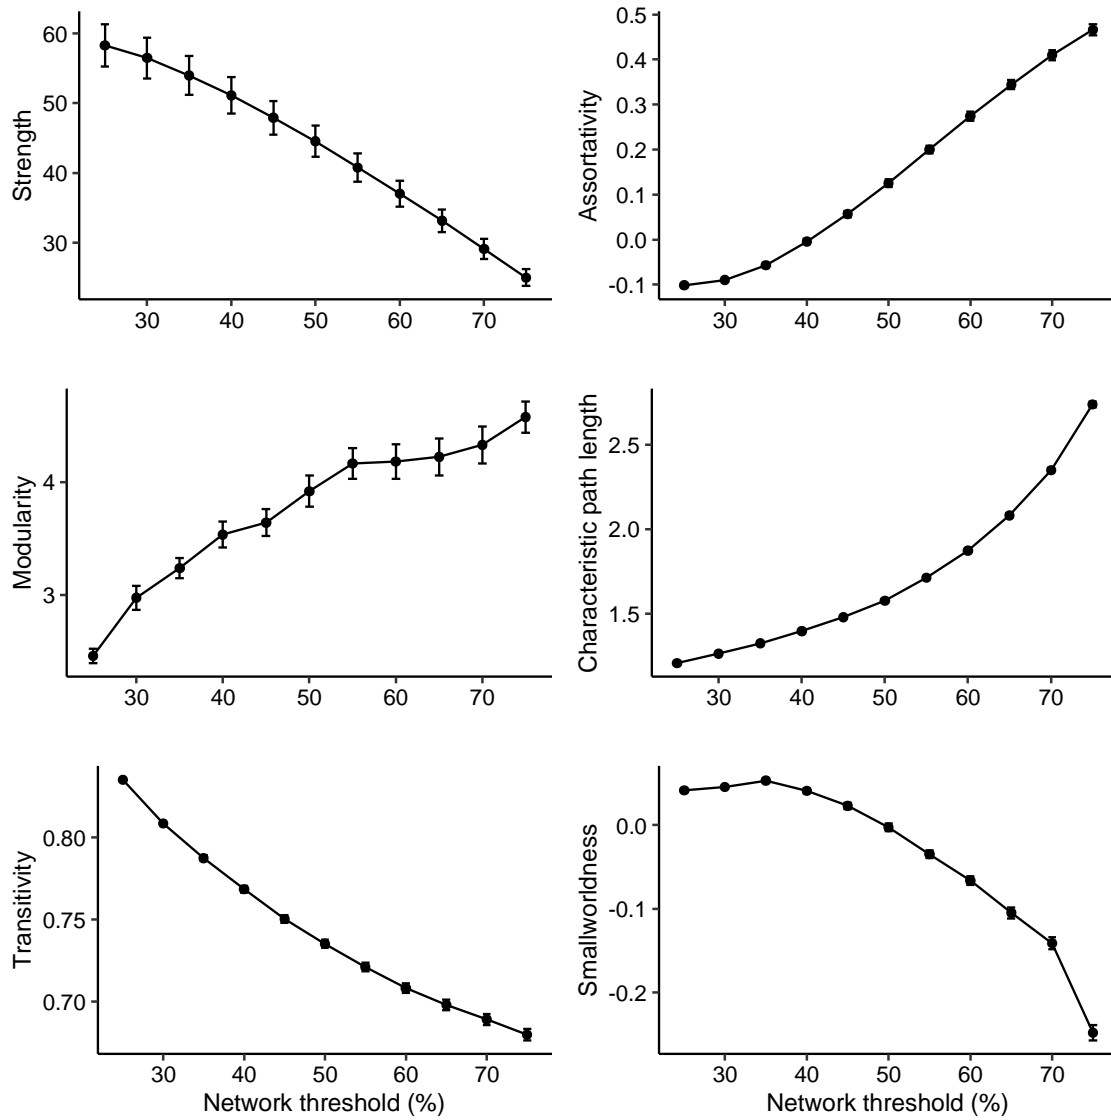 Strength
60
50
40
30
30 40 50 60 70
Assortativity
0.5
0.4
0.3
0.2
0.1
0.0
-0.1
30 40 50 60 70
Modularity
4
3
30 40 50 60 70
Characteristic path length
2.5
2.0
1.5
30 40 50 60 70
Transitivity
0.80
0.75
0.70
30 40 50 60 70
Network threshold (%)
Smallworldness
0.0
-0.1
-0.2
30 40 50 60 70
Network threshold (%)